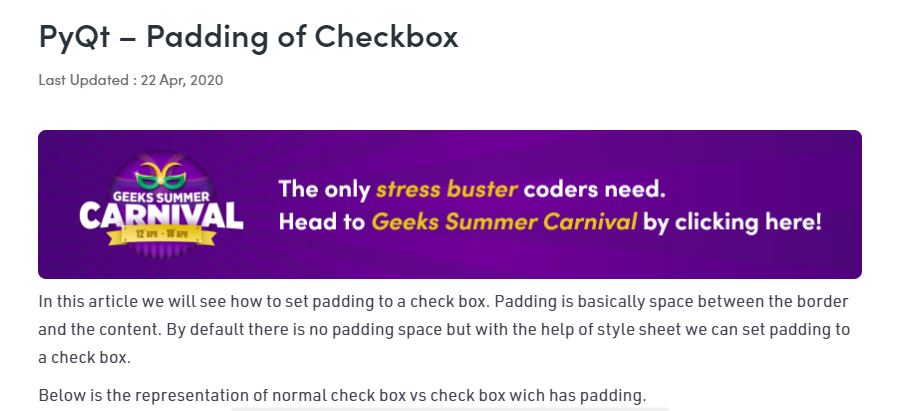 PyQt – Padding of Checkbox
Last Updated : 22 Apr, 2020
GEEKS SUMMER
CARNIVAL
12 APR - 18 APR
The only stress buster coders need.
Head to Geeks Summer Carnival by clicking here!
In this article we will see how to set padding to a check box. Padding is basically space between the border
and the content. By default there is no padding space but with the help of style sheet we can set padding to
a check box.
Below is the representation of normal check box vs check box wich has padding.